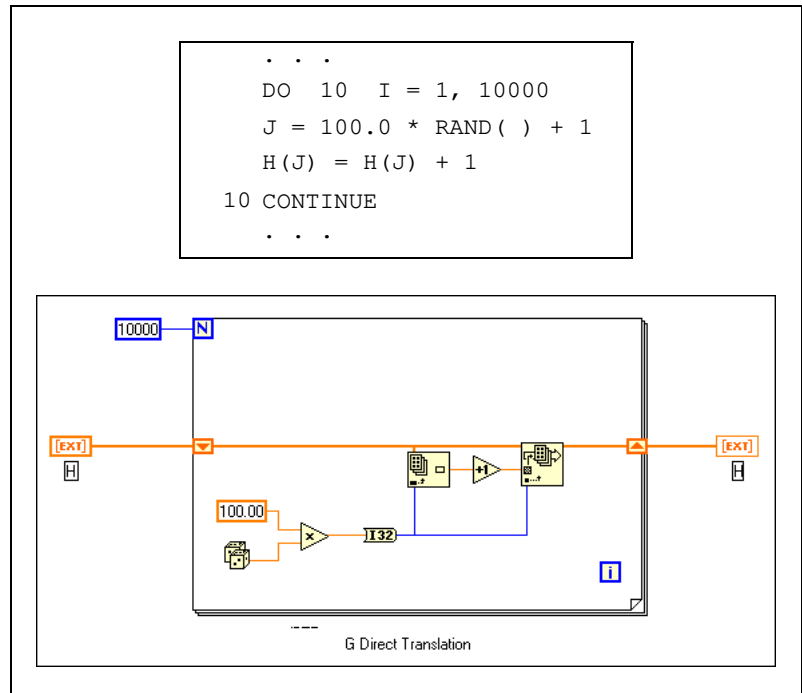 . . .
DO 10 I = 1, 10000
J = 100.0 * RAND( ) + 1
H(J) = H(J) + 1
10 CONTINUE
. . .
10000
N
[EXT]
[EXT]
H
H
+1
100.00
x
I32
i
G Direct Translation